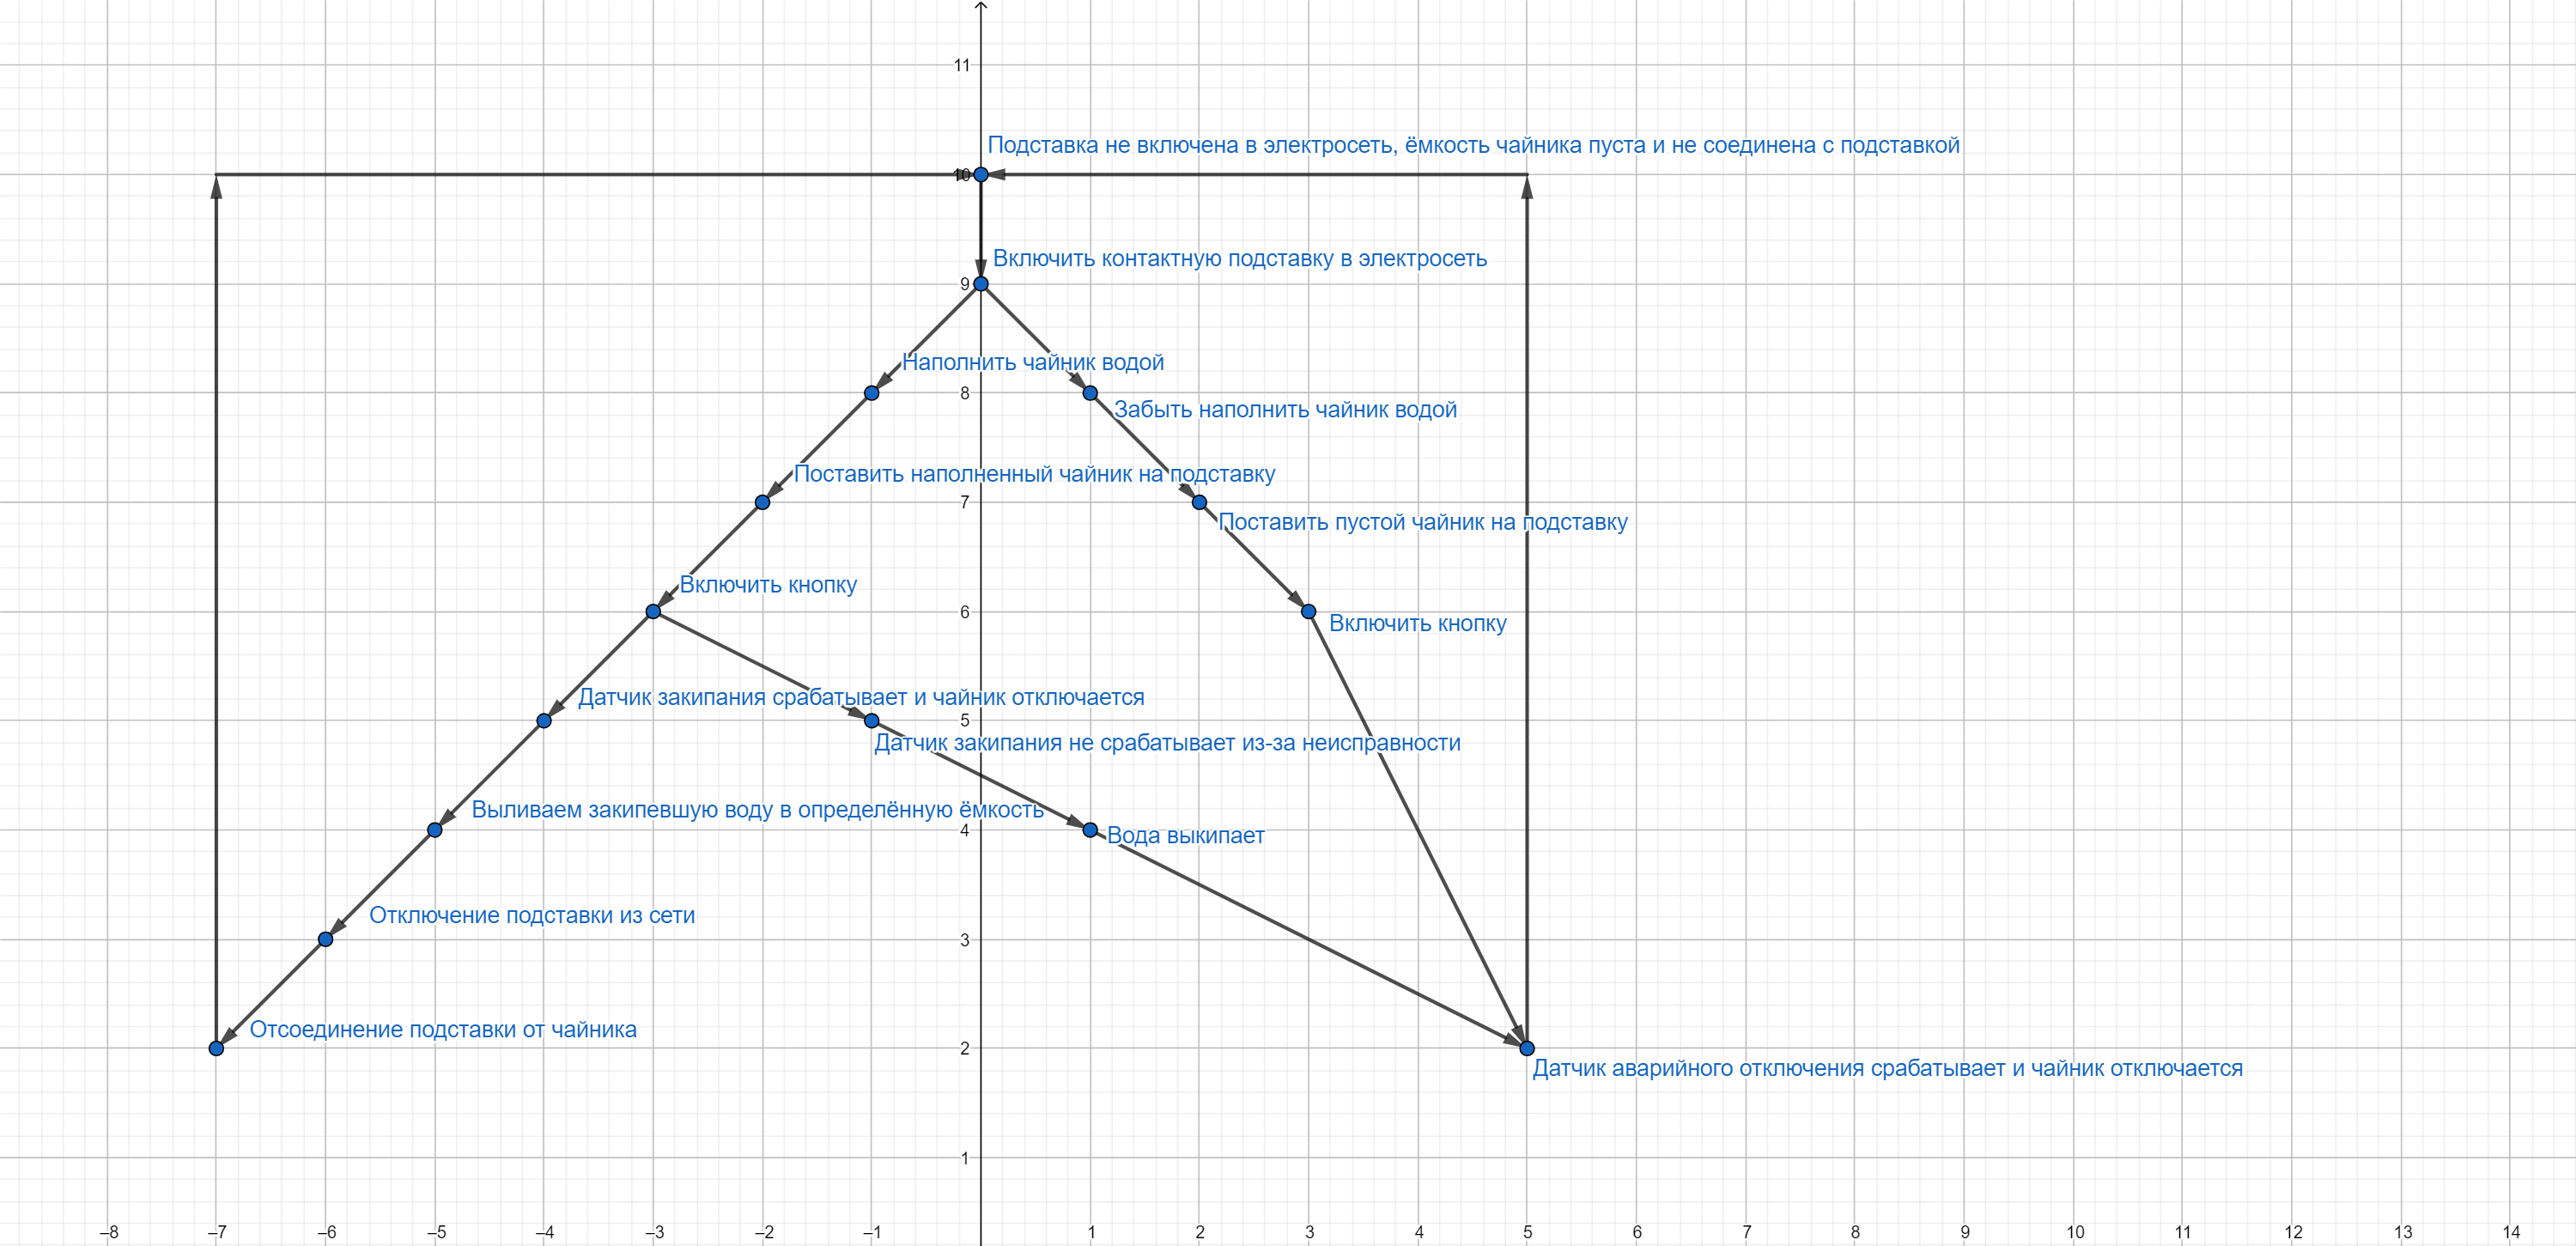 11
Подставка не включена в электросеть, ёмкость чайника пуста и не соединена с подставкой
10
Включить контактную подставку в электросеть
9
Наполнить чайник водой
8
Забыть наполнить чайник водой
Поставить наполненный чайник на подставку
7
Поставить пустой чайник на подставку
Включить кнопку
6
Включить кнопку
Датчик закипания срабатывает и чайник отключается
5
Датчик закипания не срабатывает из-за неисправности
Выливаем закипевшую воду в определённую ёмкость
4
Вода выкипает
Отключение подставки из сети
3
Отсоединение подставки от чайника
2
Датчик аварийного отключения срабатывает и чайник отключается
1
–8 –7 –6 –5 –4 –3 –2 –1 1 2 3 4 5 6 7 8 9 10 11 12 13 14